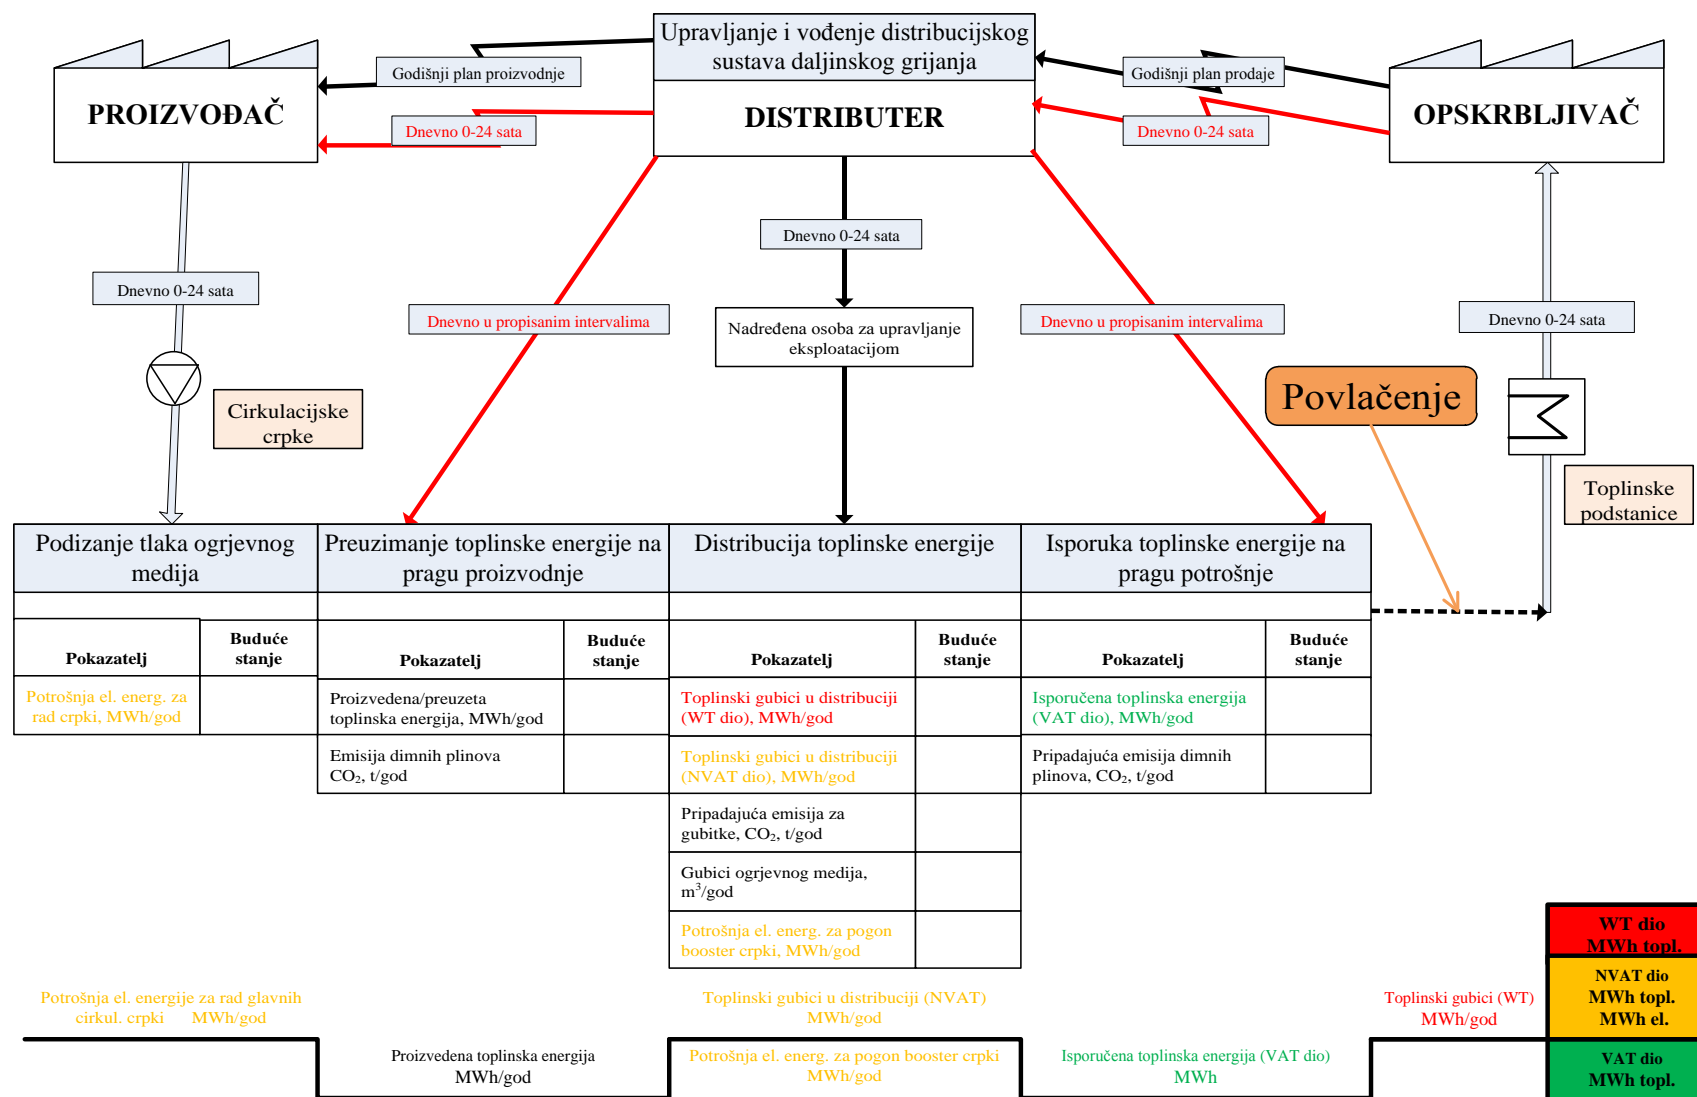 Upravljanje i vođenje distribucijskog
sustava daljinskog grijanja
DISTRIBUTER
PROIZVOĐAČ
OPSKRBLJIVAČ
Godišnji plan proizvodnje
Godišnji plan prodaje
Dnevno 0-24 sata
Dnevno 0-24 sata
Dnevno 0-24 sata
Dnevno 0-24 sata
Dnevno 0-24 sata
Dnevno u propisanim intervalima
Dnevno u propisanim intervalima
Nadređena osoba za upravljanje
eksploatacijom
Cirkulacijske
crpke
Povlačenje
Toplinske
podstanice
Podizanje tlaka ogrjevnog
medija
Pokazatelj
Buduće
stanje
Potrošnja el. energ. za
rad crpki, MWh/god
Preuzimanje toplinske energije na
pragu proizvodnje
Pokazatelj
Buduće
stanje
Proizvedena/preuzeta
toplinska energija, MWh/god
Emisija dimnih plinova
CO₂, t/god
Distribucija toplinske energije
Pokazatelj
Buduće
stanje
Toplinski gubici u distribuciji
(WT dio), MWh/god
Toplinski gubici u distribuciji
(NVAT dio), MWh/god
Pripadajuća emisija za
gubitke, CO₂, t/god
Gubici ogrjevnog medija,
m³/god
Potrošnja el. energ. za pogon
booster crpki, MWh/god
Isporuka toplinske energije na
pragu potrošnje
Pokazatelj
Buduće
stanje
Isporučena toplinska energija
(VAT dio), MWh/god
Pripadajuća emisija dimnih
plinova, CO₂, t/god
Potrošnja el. energije za rad glavnih
cirkul. crpki MWh/god
Proizvedena toplinska energija
MWh/god
Toplinski gubici u distribuciji (NVAT)
MWh/god
Potrošnja el. energ. za pogon booster crpki
MWh/god
Isporučena toplinska energija (VAT dio)
MWh
Toplinski gubici (WT)
MWh/god
WT dio
MWh topl.
NVAT dio
MWh topl.
MWh el.
VAT dio
MWh topl.